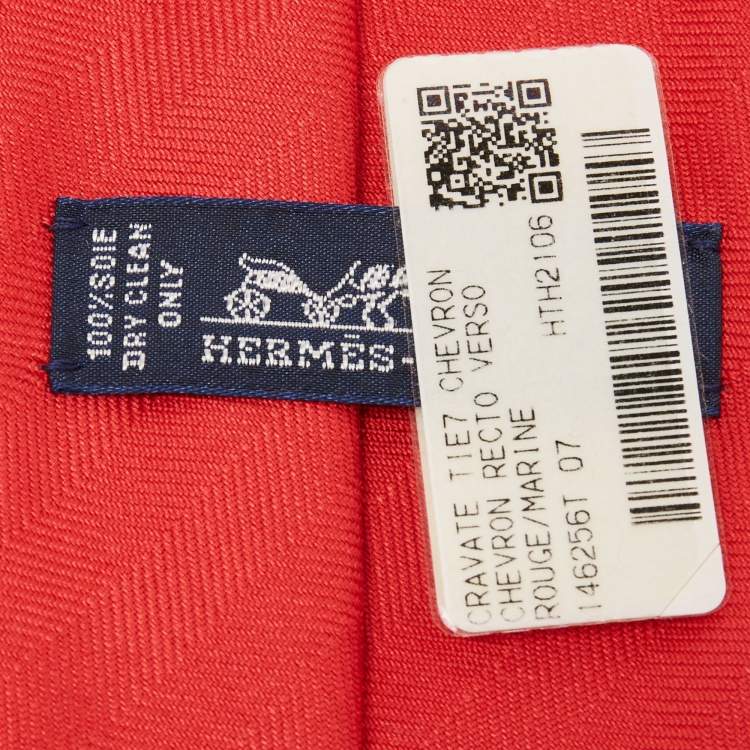 100%SOIE
DRY CLEAN
ONLY
HERMÈS-
CRAVATE TIE7 CHEVRON
CHEVRON RECTO VERSO
ROUGE/MARINE
146256T 07
HTH2106